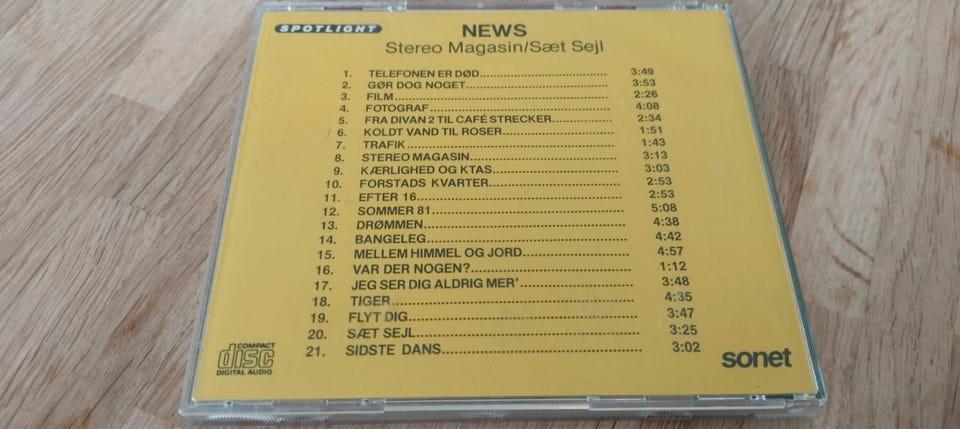 SPOTLIGHT
NEWS
Stereo Magasin/Sæt Sejl
1. TELEFONEN ER DØD........................................ 3:49
2. GØR DOG NOGET........................................ 3:53
3. FILM........................................ 2:26
4. FOTOGRAF........................................ 4:08
5. FRA DIVAN 2 TIL CAFÉ STRECKER........................................ 2:34
6. KOLDT VAND TIL ROSER........................................ 1:51
7. TRAFIK........................................ 1:43
8. STEREO MAGASIN........................................ 3:13
9. KÆRLIGHED OG KTAS........................................ 3:03
10. FORSTADS KVARTER........................................ 2:53
11. EFTER 16........................................ 2:53
12. SOMMER 81........................................ 5:08
13. DRØMMEN........................................ 4:38
14. BANGELEG........................................ 4:42
15. MELLEM HIMMEL OG JORD........................................ 4:57
16. VAR DER NOGEN?........................................ 1:12
17. JEG SER DIG ALDRIG MER'........................................ 3:48
18. TIGER........................................ 4:35
19. FLYT DIG........................................ 3:47
20. SÆT SEJL........................................ 3:25
21. SIDSTE DANS........................................ 3:02
COMPACT
disc
DIGITAL AUDIO
sonet